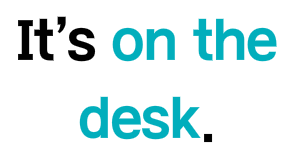 It's on the
desk.